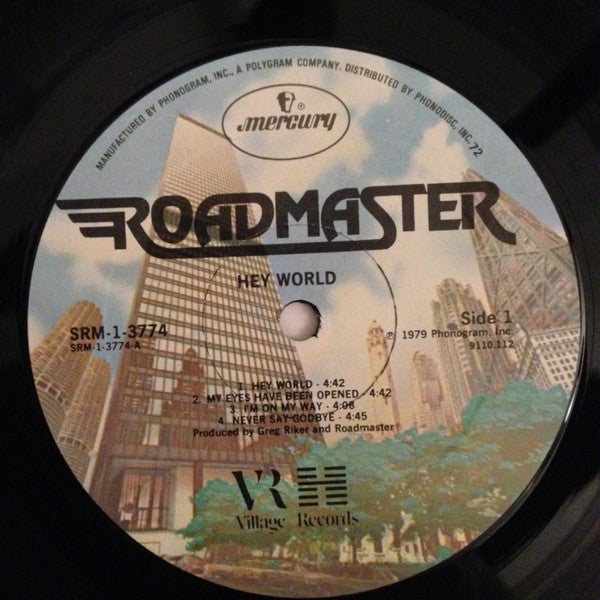 MANUFACTURED BY PHONOGRAM, INC., A POLYGRAM COMPANY. DISTRIBUTED BY PHONODISC, INC. 72
®
mercury
ROADMASTER
HEY WORLD
SRM-1-3774
SRM-1-3774-A
Side 1
℗ 1979 Phonogram, Inc.
9110.112
1. HEY WORLD - 4:42
2. MY EYES HAVE BEEN OPENED - 4:42
3. I'M ON MY WAY - 4:08
4. NEVER SAY GODBYE - 4:45
Produced by Greg Riker and Roadmaster
VR
Village Records